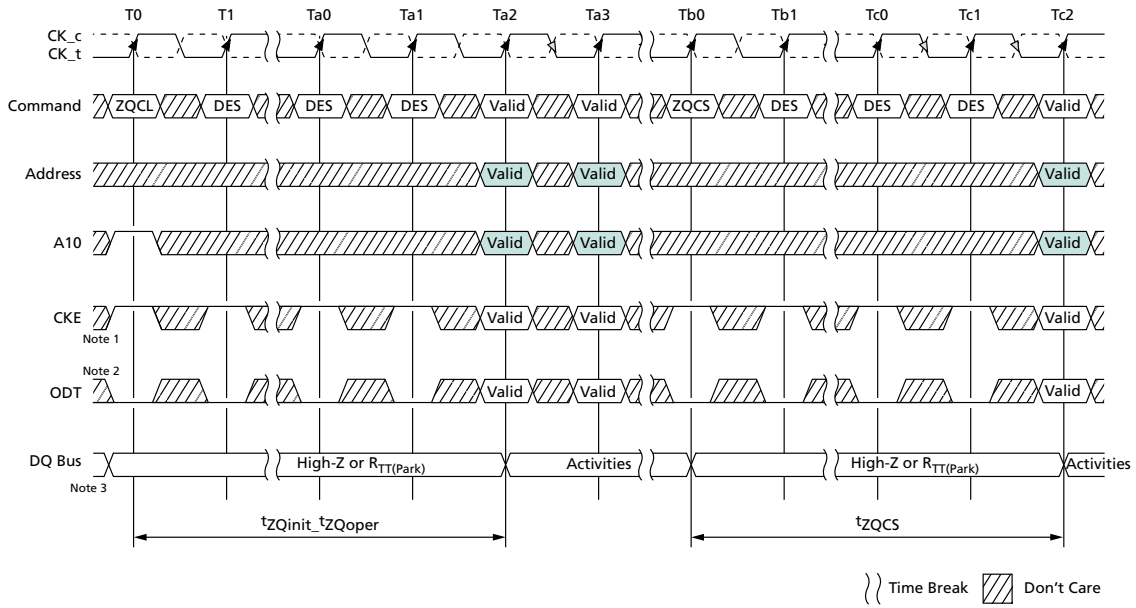 T0 T1 Ta0 Ta1 Ta2 Ta3 Tb0 Tb1 Tc0 Tc1 Tc2
CK_c
CK_t
Command ZQCL DES DES DES Valid Valid ZQCS DES DES DES Valid
Address Valid Valid Valid
A10 Valid Valid Valid
CKE Valid Valid Valid
Note 1
Note 2
ODT Valid Valid Valid
DQ Bus High-Z or RTT(Park) Activities High-Z or RTT(Park) Activities
Note 3
tZQinit_tZQoper tZQCS
Time Break Don't Care